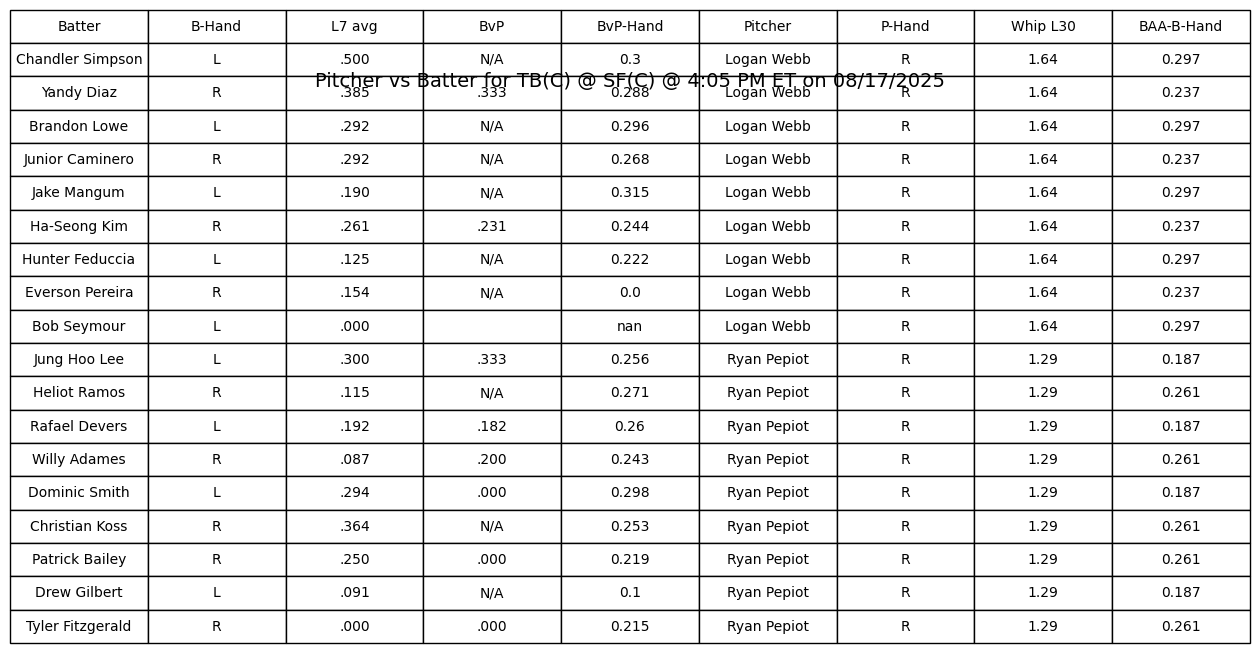 Batter B-Hand L7 avg BvP BvP-Hand Pitcher P-Hand Whip L30 BAA-B-Hand
Chandler Simpson L .500 N/A 0.3 Logan Webb R 1.64 0.297
Pitcher vs Batter for TB(C) @ SF(C) @ 4:05 PM ET on 08/17/2025
Yandy Diaz R .385 .333 0.288 Logan Webb R 1.64 0.237
Brandon Lowe L .292 N/A 0.296 Logan Webb R 1.64 0.297
Junior Caminero R .292 N/A 0.268 Logan Webb R 1.64 0.237
Jake Mangum L .190 N/A 0.315 Logan Webb R 1.64 0.297
Ha-Seong Kim R .261 .231 0.244 Logan Webb R 1.64 0.237
Hunter Feduccia L .125 N/A 0.222 Logan Webb R 1.64 0.297
Everson Pereira R .154 N/A 0.0 Logan Webb R 1.64 0.237
Bob Seymour L .000 nan Logan Webb R 1.64 0.297
Jung Hoo Lee L .300 .333 0.256 Ryan Pepiot R 1.29 0.187
Heliot Ramos R .115 N/A 0.271 Ryan Pepiot R 1.29 0.261
Rafael Devers L .192 .182 0.26 Ryan Pepiot R 1.29 0.187
Willy Adames R .087 .200 0.243 Ryan Pepiot R 1.29 0.261
Dominic Smith L .294 .000 0.298 Ryan Pepiot R 1.29 0.187
Christian Koss R .364 N/A 0.253 Ryan Pepiot R 1.29 0.261
Patrick Bailey R .250 .000 0.219 Ryan Pepiot R 1.29 0.261
Drew Gilbert L .091 N/A 0.1 Ryan Pepiot R 1.29 0.187
Tyler Fitzgerald R .000 .000 0.215 Ryan Pepiot R 1.29 0.261